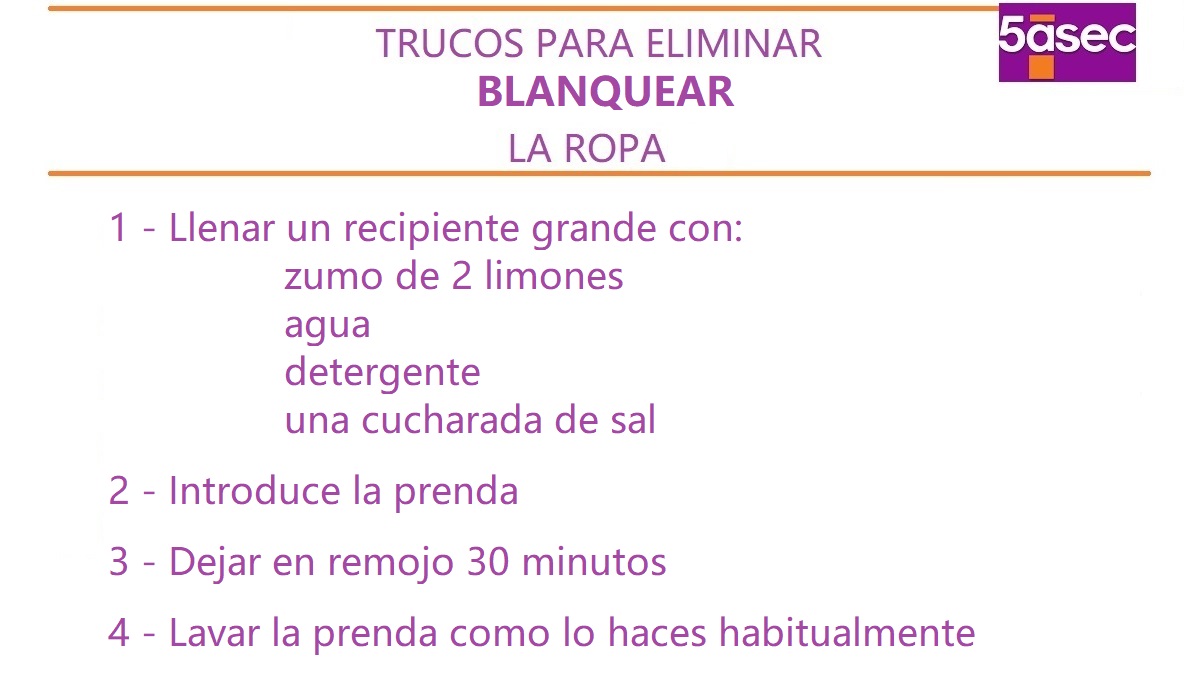 TRUCOS PARA ELIMINAR
5àsec
BLANQUEAR
LA ROPA
1 - Llenar un recipiente grande con:
zumo de 2 limones
agua
detergente
una cucharada de sal
2 - Introduce la prenda
3 - Dejar en remojo 30 minutos
4 - Lavar la prenda como lo haces habitualmente